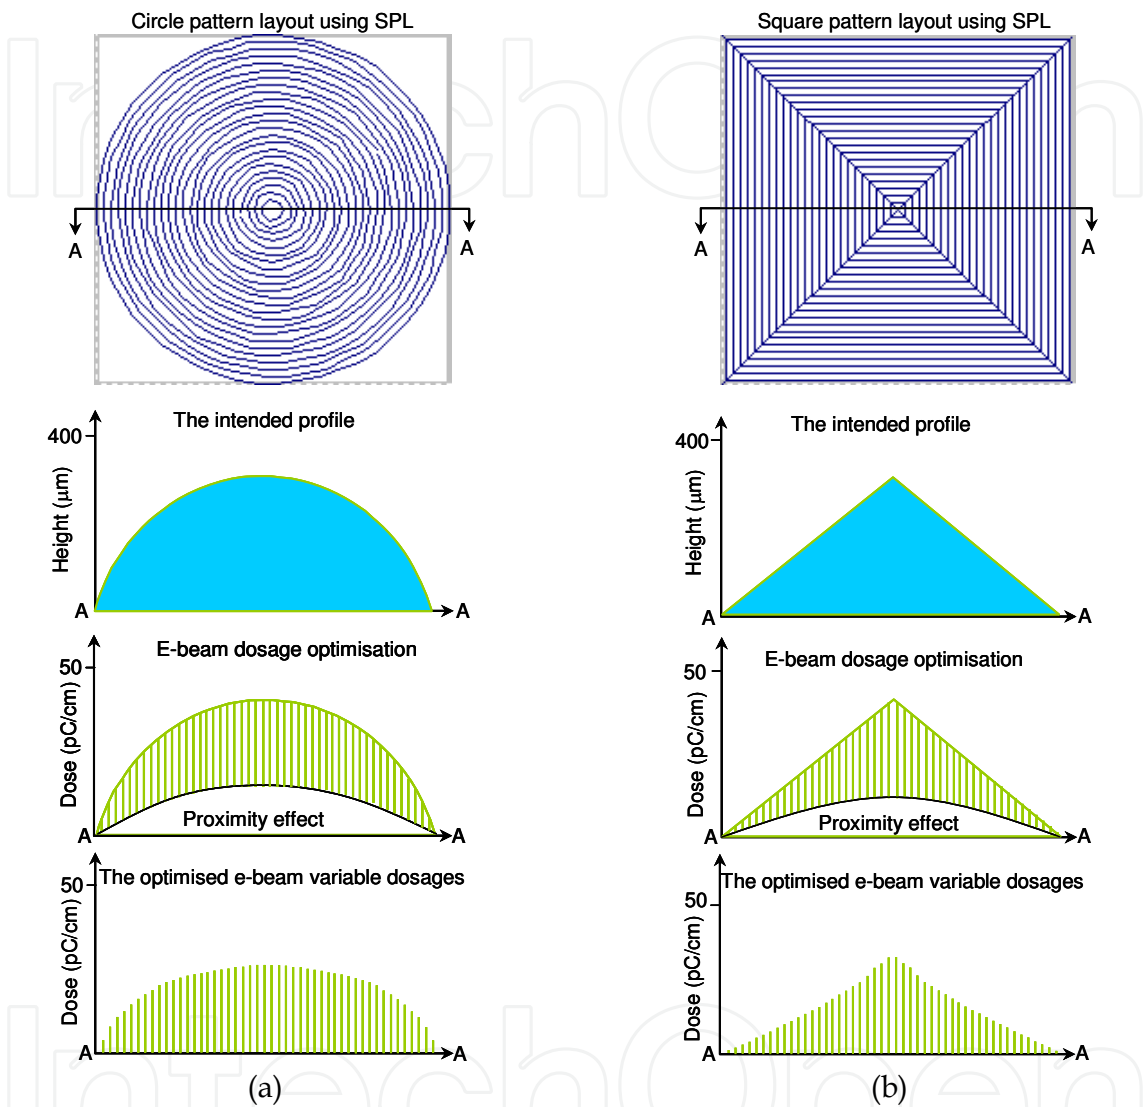 Circle pattern layout using SPL
A
A
The intended profile
400
Height (μm)
A
A
E-beam dosage optimisation
50
Dose (pC/cm)
Proximity effect
A
A
The optimised e-beam variable dosages
50
Dose (pC/cm)
A
A
(a)
Square pattern layout using SPL
A
A
The intended profile
400
Height (μm)
A
A
E-beam dosage optimisation
50
Dose (pC/cm)
Proximity effect
A
A
The optimised e-beam variable dosages
50
Dose (pC/cm)
A
A
(b)
IntechOpen
IntechOpen